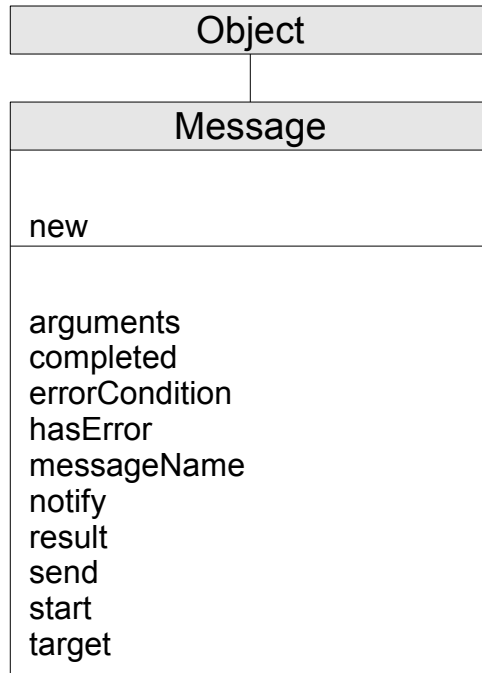 Object
Message
new
arguments
completed
errorCondition
hasError
messageName
notify
result
send
start
target